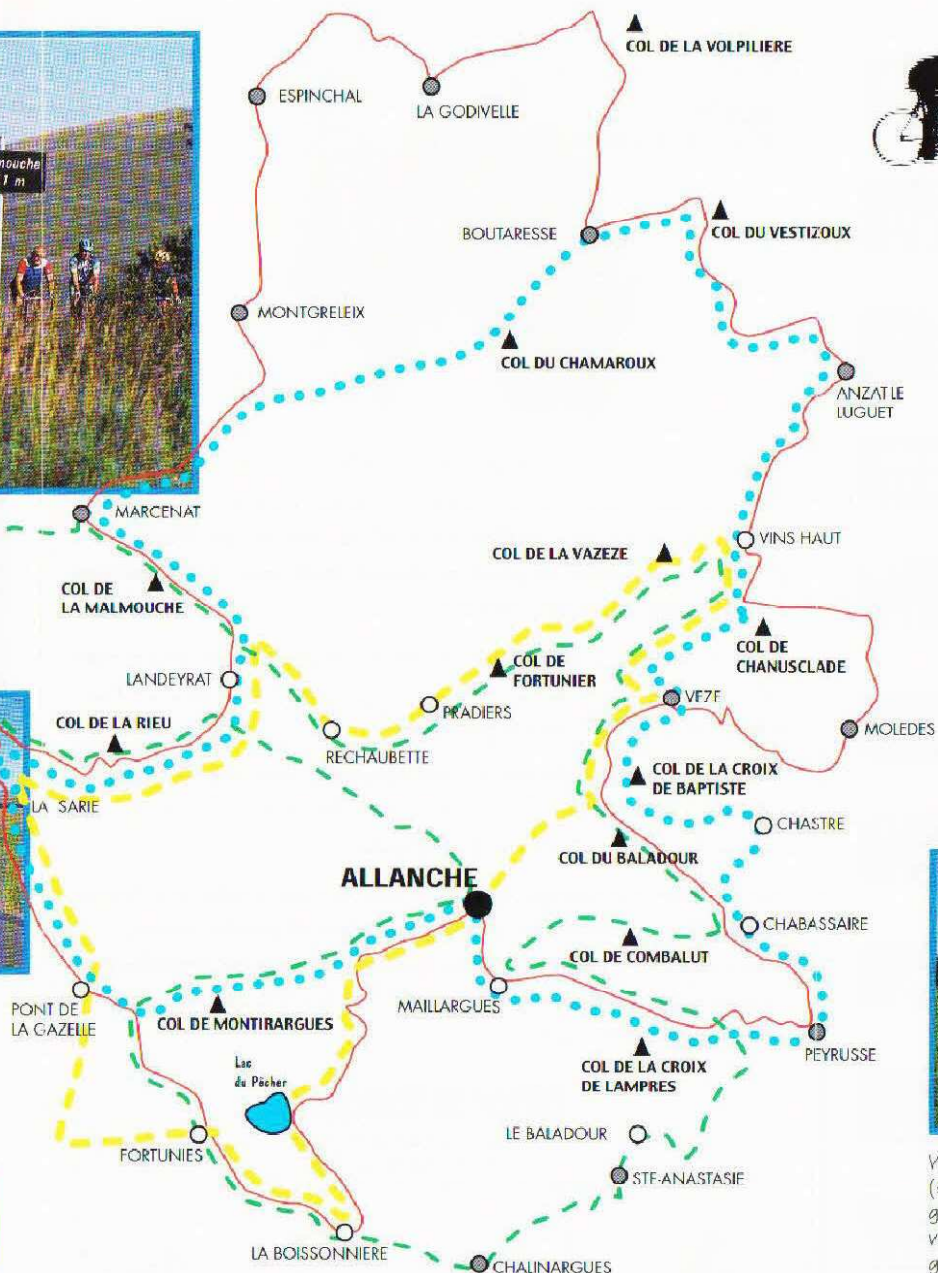 COL DE LA VOLPILIERE
ESPINCHAL
LA GODIVELLE
mouche
1 m
BOUTARESSE
COL DU VESTIZOUX
MONTGRELEIX
COL DU CHAMAROUX
ANZAT LE
LUGUET
MARCENAT
VINS HAUT
COL DE LA VAZEZE
COL DE
LA MALMOUCHE
COL DE
CHANUSCLADE
COL DE
FORTUNIER
LANDEYRAT
VEZE
PRADIERS
COL DE LA RIEU
MOLEDES
RECHAUBETTE
COL DE LA CROIX
DE BAPTISTE
LA SARIE
CHASTRE
COL DU BALADOUR
ALLANCHE
CHABASSAIRE
COL DE COMBALUT
MAILLARGUES
PONT DE
LA GAZELLE
COL DE MONTIRARGUES
PEYRUSSE
COL DE LA CROIX
DE LAMPRES
Lac
du Pêcher
LE BALADOUR
FORTUNIES
STE-ANASTASIE
LA BOISSONNIERE
CHALINARGUES